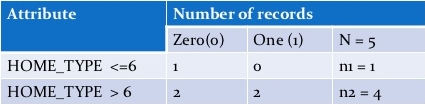 Attribute Number of records
Zero(0) One (1) N = 5
HOME_TYPE <=6 1 0 n1 = 1
HOME_TYPE > 6 2 2 n2 = 4